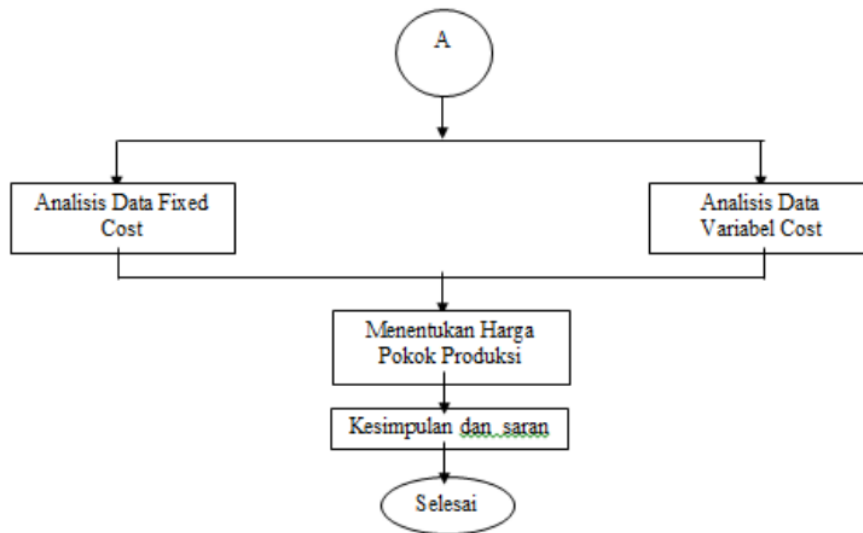 A
Analisis Data Fixed
Cost
Analisis Data
Variabel Cost
Menentukan Harga
Pokok Produksi
Kesimpulan dan saran
Selesai